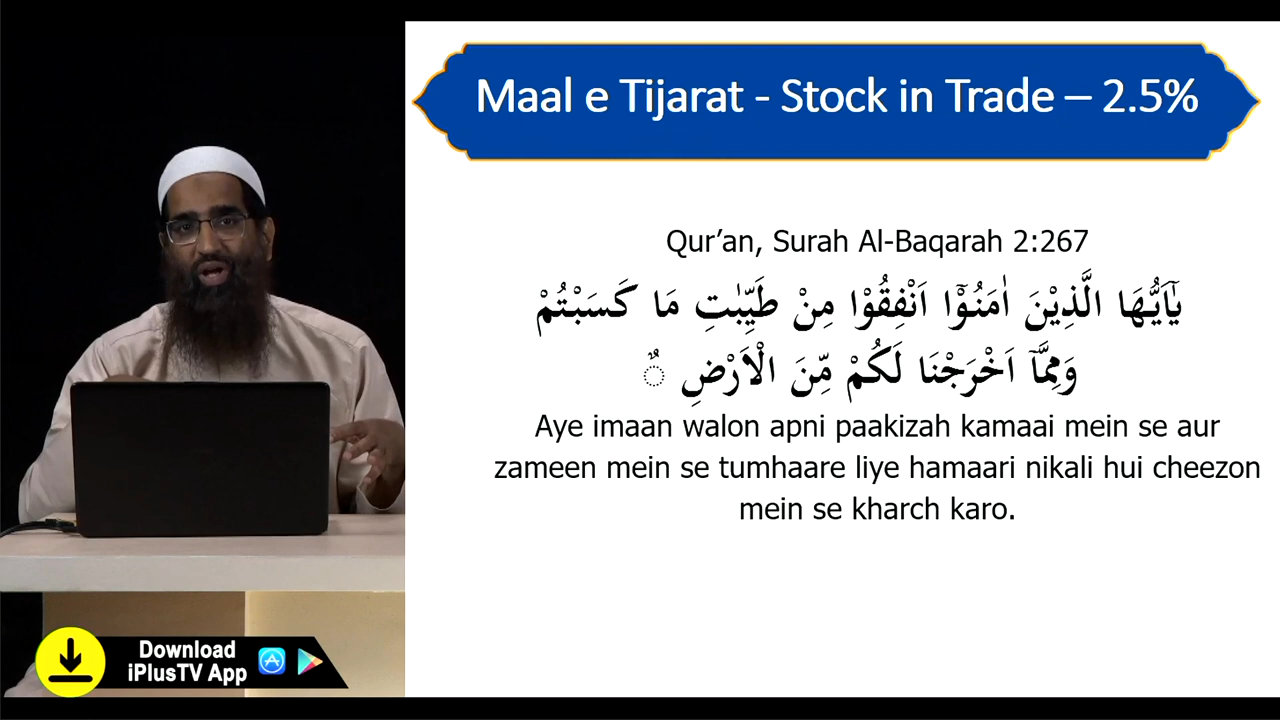 Maal e Tijarat - Stock in Trade – 2.5%
Qur’an, Surah Al-Baqarah 2:267
يٰٓاَيُّهَا الَّذِيْنَ اٰمَنُوْٓا اَنْفِقُوْا مِنْ طَيِّبٰتِ مَا كَسَبْتُمْ
وَمِمَّآ اَخْرَجْنَا لَكُمْ مِّنَ الْاَرْضِ
Aye imaan walon apni paakizah kamaai mein se aur
zameen mein se tumhaare liye hamaari nikali hui cheezon
mein se kharch karo.
Download
iPlusTV App